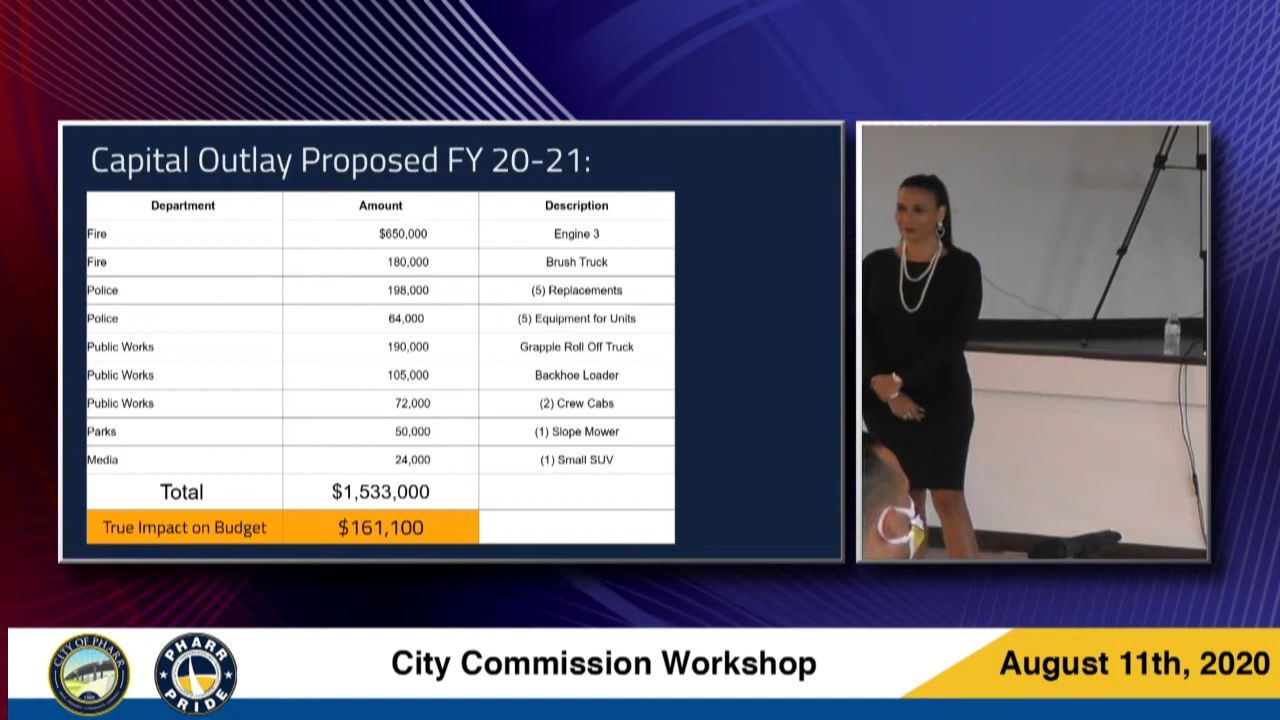 Capital Outlay Proposed FY 20-21:
Department Amount Description
Fire $650,000 Engine 3
Fire 180,000 Brush Truck
Police 198,000 (5) Replacements
Police 64,000 (5) Equipment for Units
Public Works 190,000 Grapple Roll Off Truck
Public Works 105,000 Backhoe Loader
Public Works 72,000 (2) Crew Cabs
Parks 50,000 (1) Slope Mower
Media 24,000 (1) Small SUV
Total $1,533,000
True Impact on Budget $161,100
CITY OF PHARR
PHARR
PRIDE
City Commission Workshop
August 11th, 2020